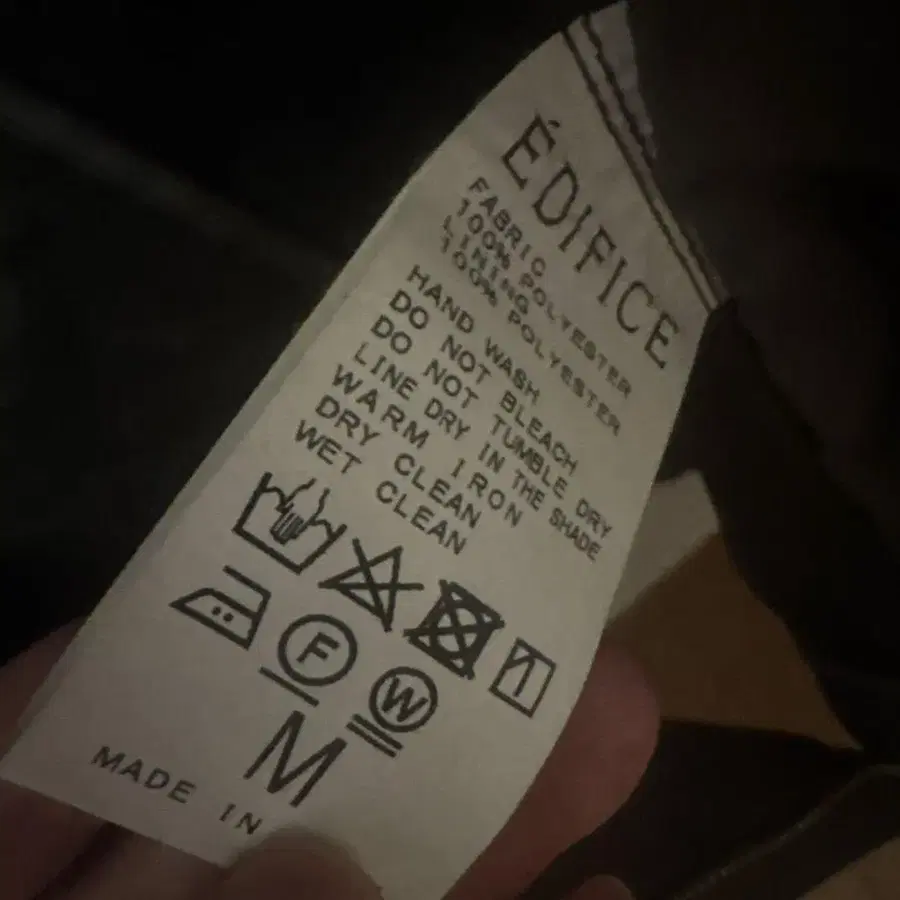 ÉDIFICE
FABRIC
100% POLYESTER
LINING
100% POLYESTER
HAND WASH
DO NOT BLEACH
DO NOT TUMBLE DRY
LINE DRY IN THE SHADE
WARM IRON
DRY CLEAN
WET CLEAN
F
W
M
MADE IN